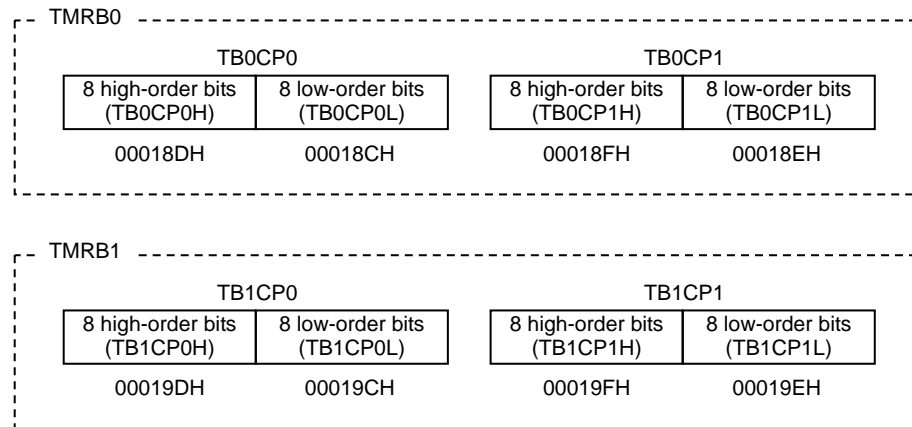 TMRB0
TB0CP0 TB0CP1
8 high-order bits 8 low-order bits 8 high-order bits 8 low-order bits
(TB0CP0H) (TB0CP0L) (TB0CP1H) (TB0CP1L)
00018DH 00018CH 00018FH 00018EH
TMRB1
TB1CP0 TB1CP1
8 high-order bits 8 low-order bits 8 high-order bits 8 low-order bits
(TB1CP0H) (TB1CP0L) (TB1CP1H) (TB1CP1L)
00019DH 00019CH 00019FH 00019EH